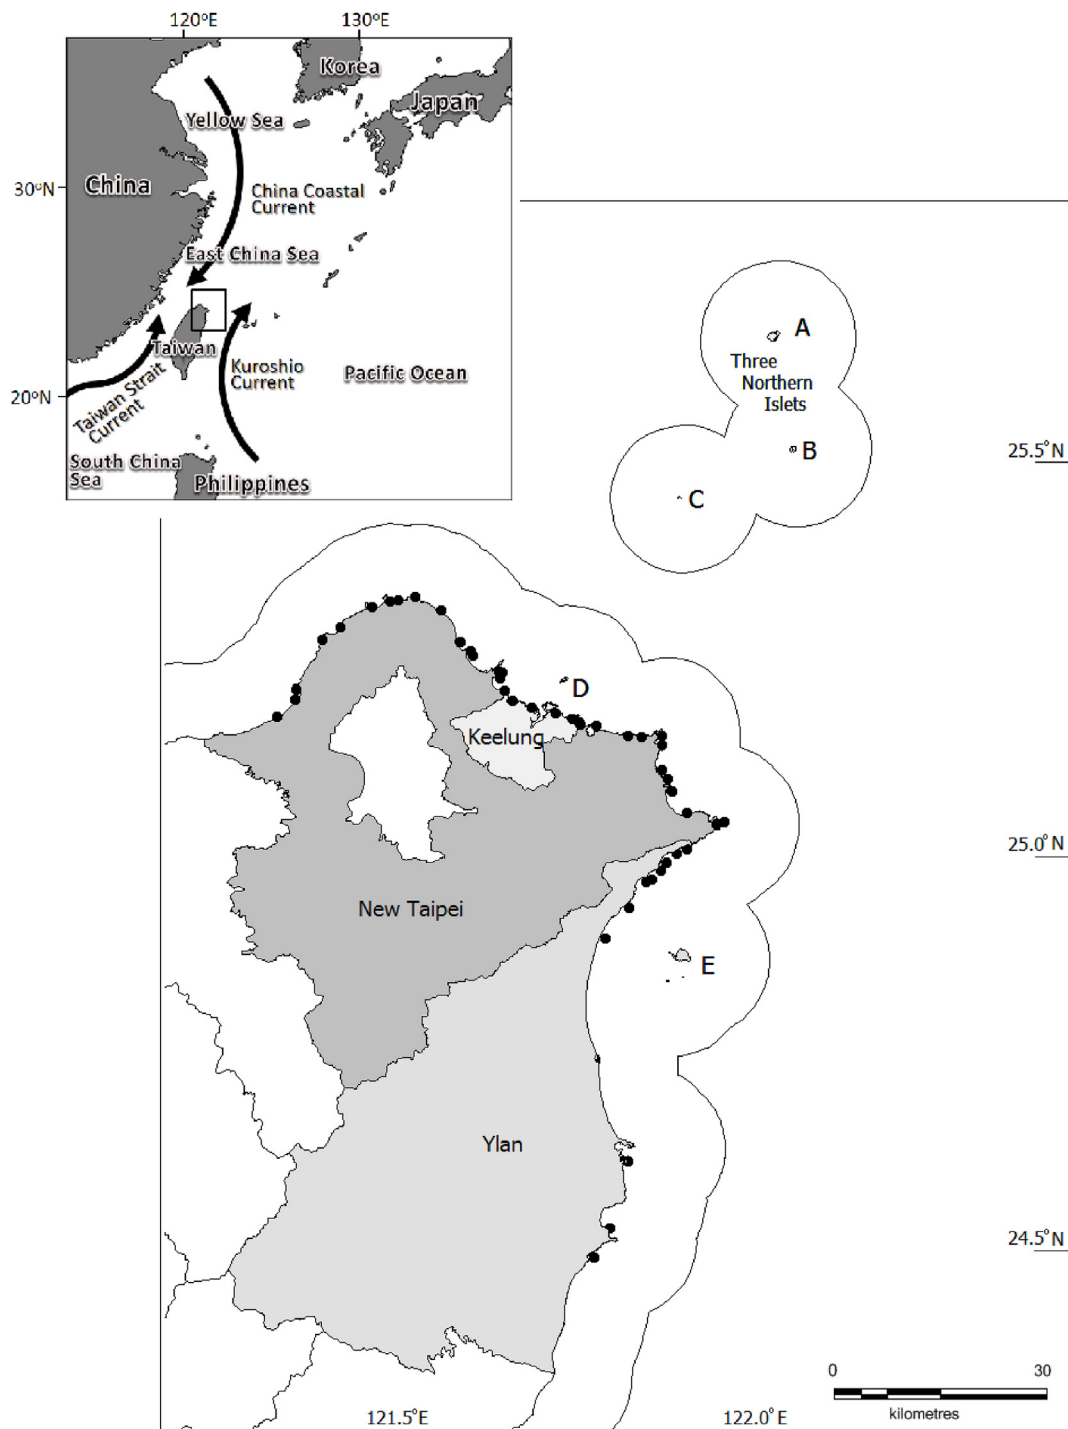 120°E
130°E
Korea
Japan
Yellow Sea
China
30°N
China Coastal
Current
East China Sea
Taiwan
Kuroshio
Current
Pacific Ocean
20°N
Taiwan Strait
Current
South China
Sea
Philippines
A
Three
Northern
Islets
B
25.5°N
C
D
Keelung
25.0°N
New Taipei
E
Ylan
24.5°N
0
30
kilometres
121.5°E
122.0°E